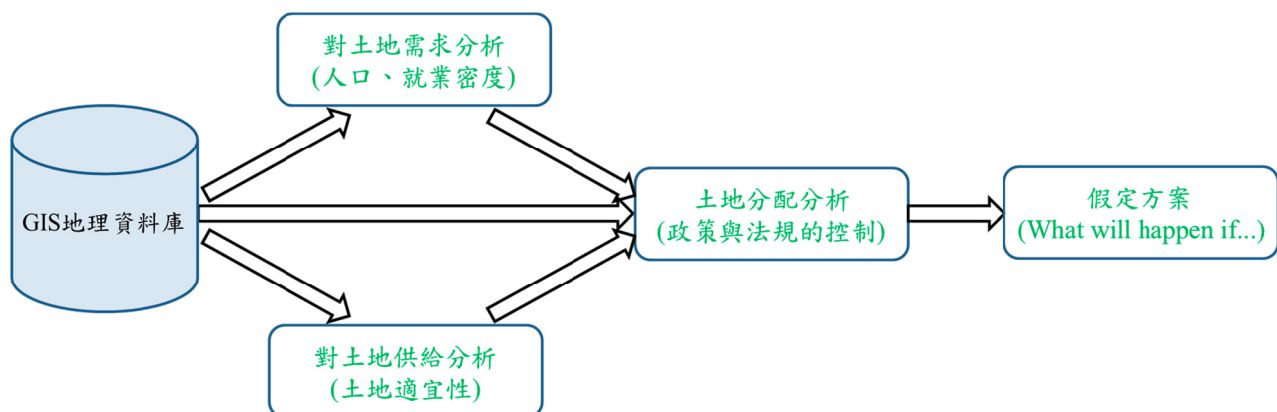 對土地需求分析
(人口、就業密度)
GIS地理資料庫
土地分配分析
(政策與法規的控制)
假定方案
(What will happen if...)
對土地供給分析
(土地適宜性)